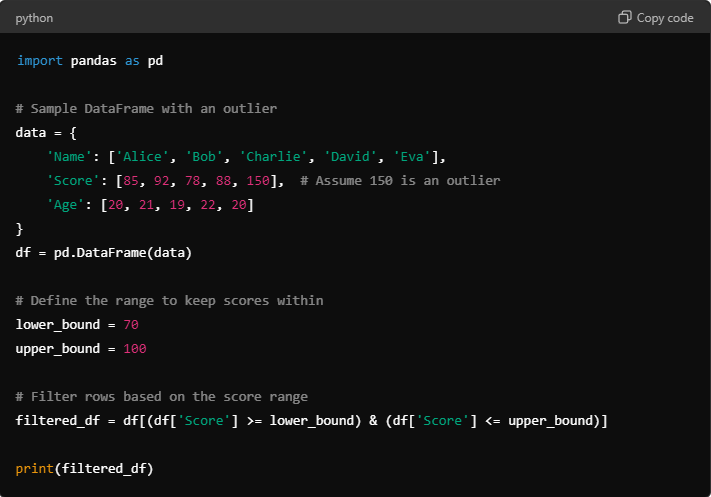 python
Copy code
import pandas as pd
# Sample DataFrame with an outlier
data = {
    'Name': ['Alice', 'Bob', 'Charlie', 'David', 'Eva'],
    'Score': [85, 92, 78, 88, 150],  # Assume 150 is an outlier
    'Age': [20, 21, 19, 22, 20]
}
df = pd.DataFrame(data)
# Define the range to keep scores within
lower_bound = 70
upper_bound = 100
# Filter rows based on the score range
filtered_df = df[(df['Score'] >= lower_bound) & (df['Score'] <= upper_bound)]
print(filtered_df)